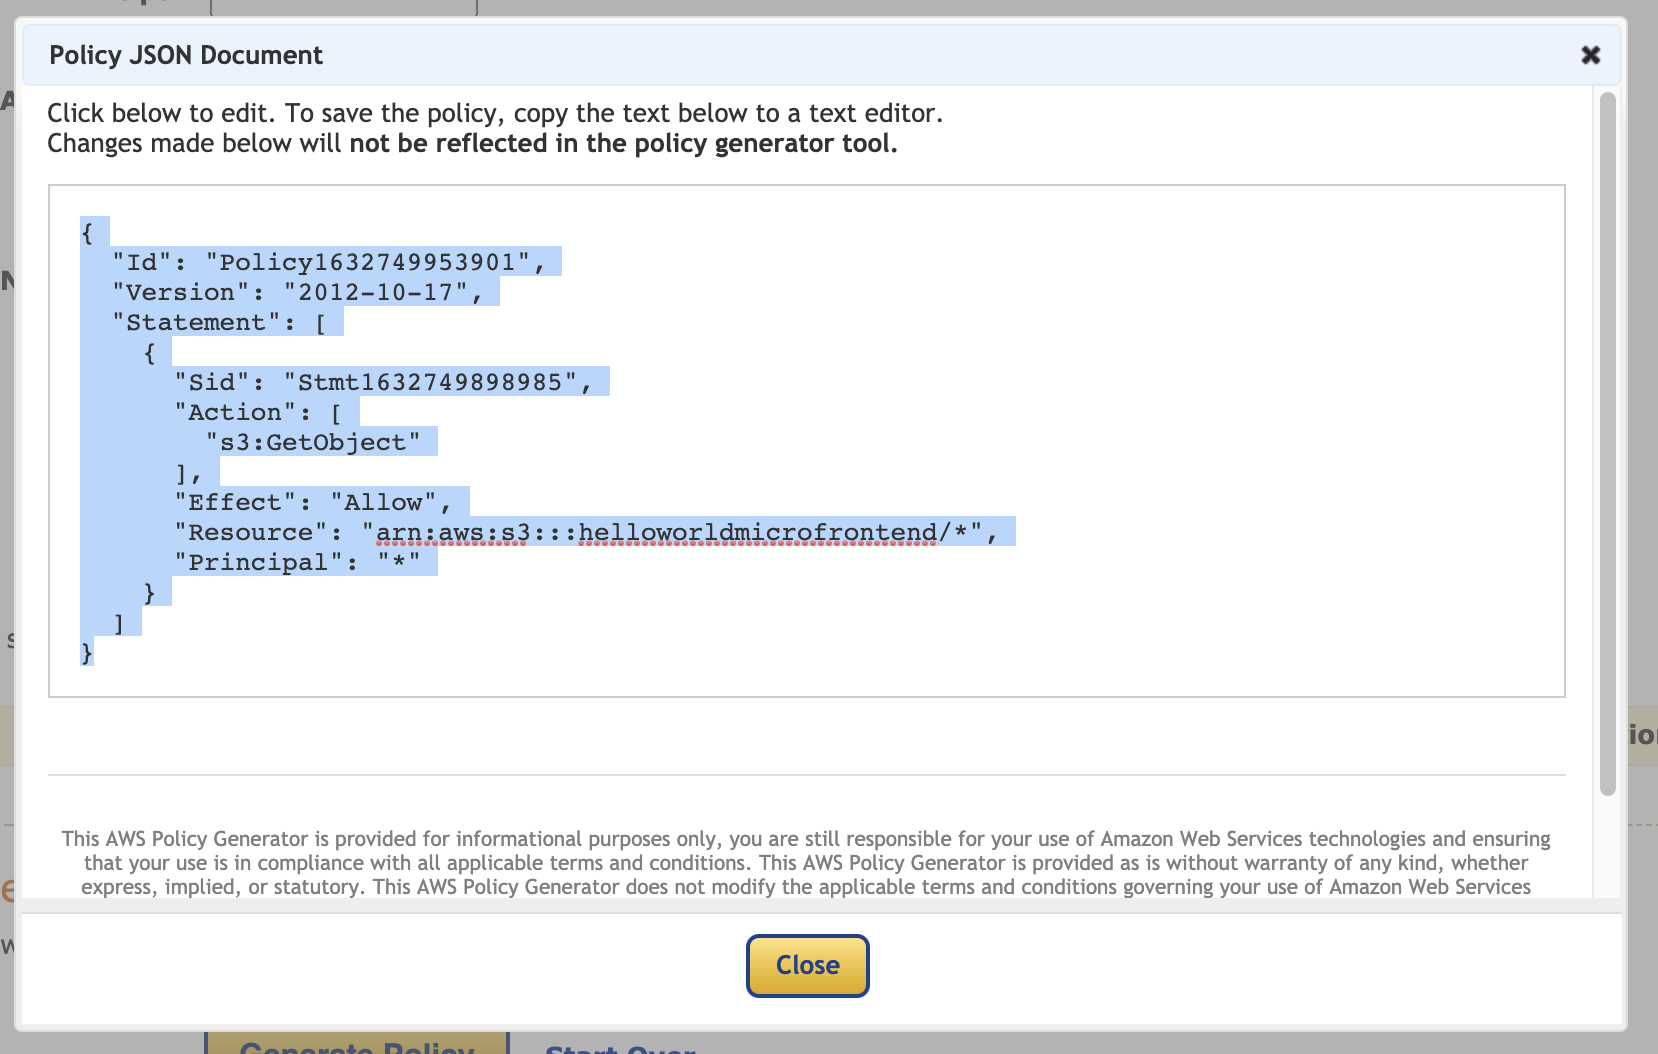 Policy JSON Document
Click below to edit. To save the policy, copy the text below to a text editor.
Changes made below will not be reflected in the policy generator tool.
{
  "Id": "Policy1632749953901",
  "Version": "2012-10-17",
  "Statement": [
    {
      "Sid": "Stmt1632749898985",
      "Action": [
        "s3:GetObject"
      ],
      "Effect": "Allow",
      "Resource": "arn:aws:s3:::helloworldmicrofrontend/*",
      "Principal": "*"
    }
  ]
}
This AWS Policy Generator is provided for informational purposes only, you are still responsible for your use of Amazon Web Services technologies and ensuring
that your use is in compliance with all applicable terms and conditions. This AWS Policy Generator is provided as is without warranty of any kind, whether
express, implied, or statutory. This AWS Policy Generator does not modify the applicable terms and conditions governing your use of Amazon Web Services
Close
Generate Policy Start Over